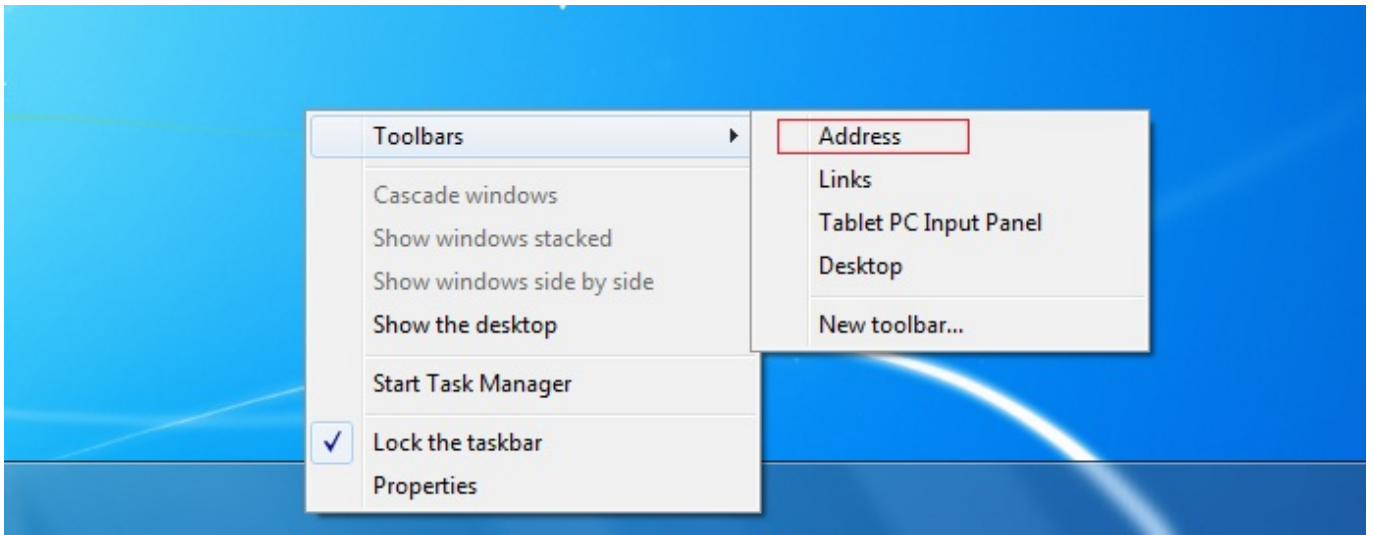 Toolbars
Cascade windows
Show windows stacked
Show windows side by side
Show the desktop
Start Task Manager
Lock the taskbar
Properties
Address
Links
Tablet PC Input Panel
Desktop
New toolbar...